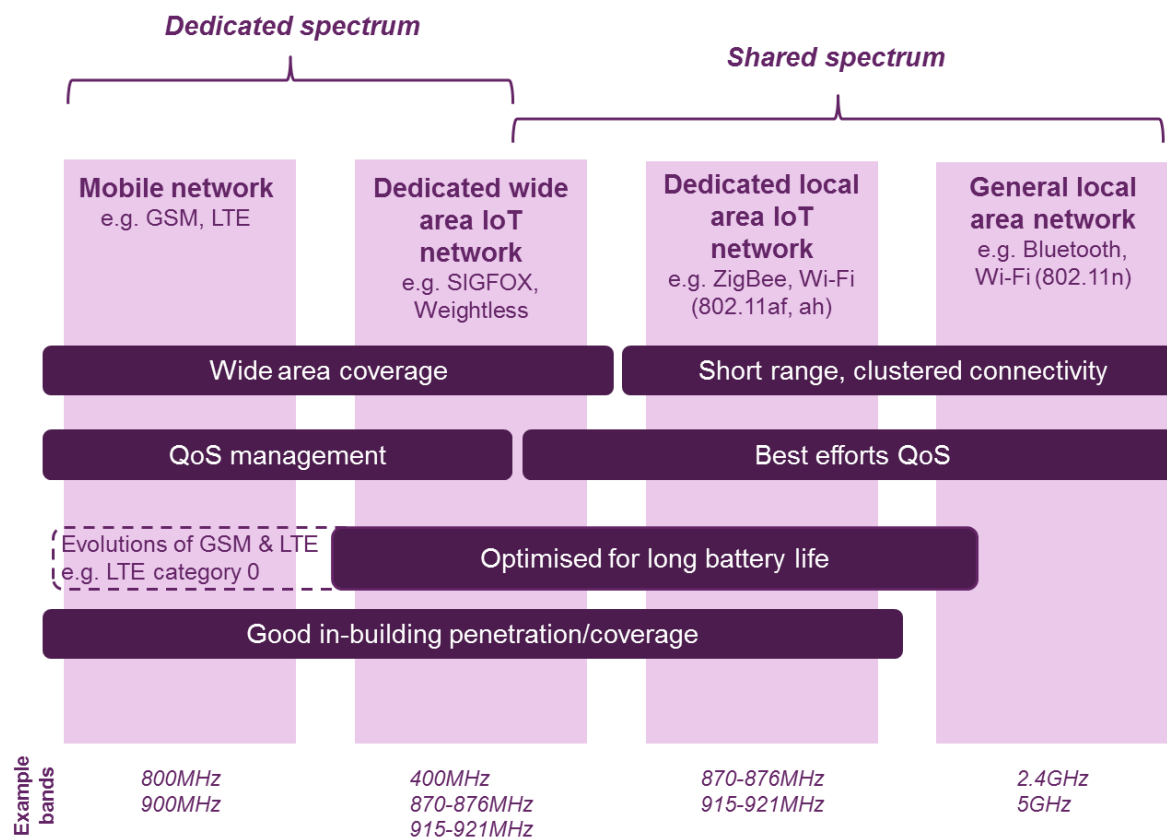 Dedicated spectrum
Shared spectrum
Mobile network
e.g. GSM, LTE
Dedicated wide
area IoT
network
e.g. SIGFOX,
Weightless
Dedicated local
area IoT
network
e.g. ZigBee, Wi-Fi
(802.11af, ah)
General local
area network
e.g. Bluetooth,
Wi-Fi (802.11n)
Wide area coverage
Short range, clustered connectivity
QoS management
Best efforts QoS
Evolutions of GSM & LTE
e.g. LTE category 0
Optimised for long battery life
Good in-building penetration/coverage
Example
bands
800MHz
900MHz
400MHz
870-876MHz
915-921MHz
870-876MHz
915-921MHz
2.4GHz
5GHz